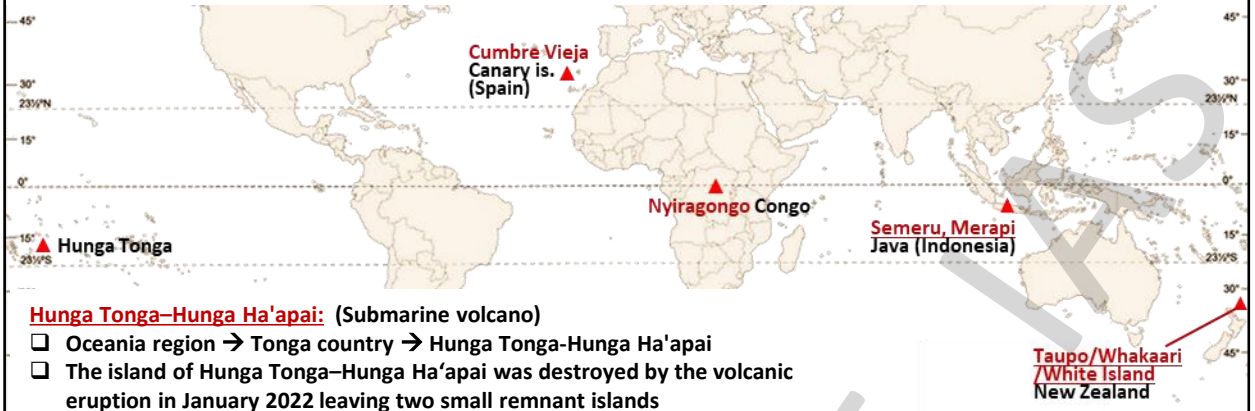 45°
45°
Cumbre Vieja
Canary is.
(Spain)
30°
30°
23½°N
23½°N
15°
15°
0°
0°
Nyiragongo Congo
Semeru, Merapi
Java (Indonesia)
15°
Hunga Tonga
15°
23½°S
23½°S
30°
Hunga Tonga–Hunga Ha'apai: (Submarine volcano)
❑ Oceania region → Tonga country → Hunga Tonga-Hunga Ha'apai
❑ The island of Hunga Tonga–Hunga Ha‘apai was destroyed by the volcanic
eruption in January 2022 leaving two small remnant islands
45°
Taupo/Whakaari
/White Island
New Zealand
IAS